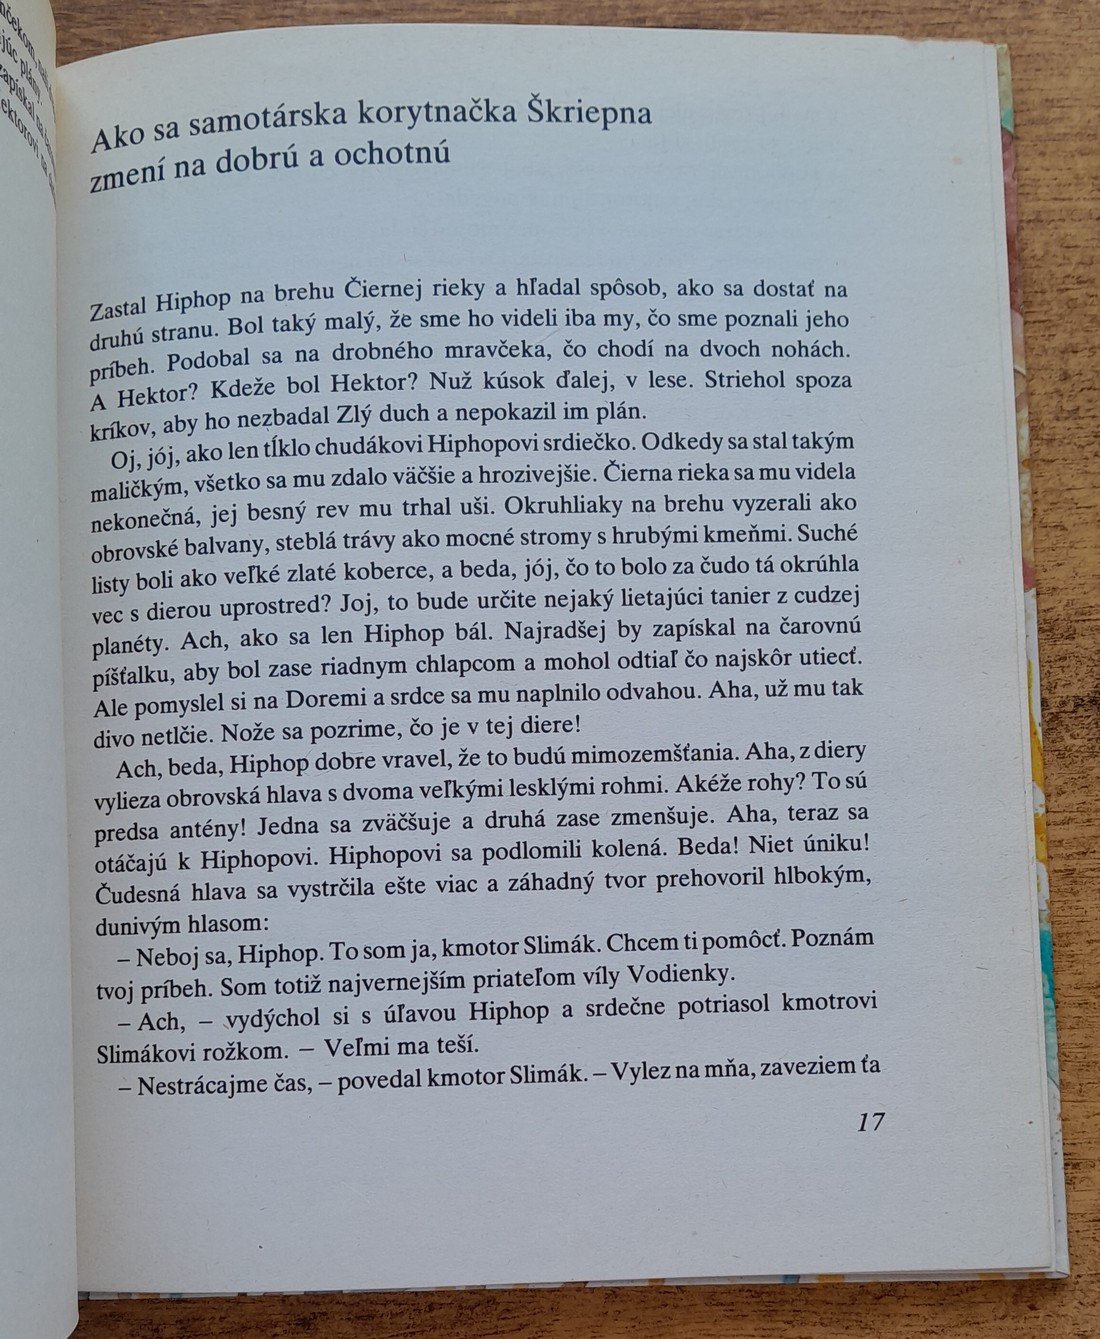 júc plány.
zapískal na
Ako sa samotárska korytnačka Škriepna
zmení na dobrú a ochotnú
Zastal Hiphop na brehu Čiernej rieky a hľadal spôsob, ako sa dostať na
druhú stranu. Bol taký malý, že sme ho videli iba my, čo sme poznali jeho
príbeh. Podobal sa na drobného mravčeka, čo chodí na dvoch nohách.
A Hektor? Kdeže bol Hektor? Nuž kúsok ďalej, v lese. Striehol spoza
kríkov, aby ho nezbadal Zlý duch a nepokazil im plán.
Oj, jój, ako len tĺklo chudákovi Hiphopovi srdiečko. Odkedy sa stal takým
maličkým, všetko sa mu zdalo väčšie a hrozivejšie. Čierna rieka sa mu videla
nekonečná, jej besný rev mu trhal uši. Okruhliaky na brehu vyzerali ako
obrovské balvany, steblá trávy ako mocné stromy s hrubými kmeňmi. Suché
listy boli ako veľké zlaté koberce, a beda, jój, čo to bolo za čudo tá okrúhla
vec s dierou uprostred? Joj, to bude určite nejaký lietajúci tanier z cudzej
planéty. Ach, ako sa len Hiphop bál. Najradšej by zapískal na čarovnú
píšťalku, aby bol zase riadnym chlapcom a mohol odtiaľ čo najskôr utiecť.
Ale pomyslel si na Doremi a srdce sa mu naplnilo odvahou. Aha, už mu tak
divo netlčie. Nože sa pozrime, čo je v tej diere!
Ach, beda, Hiphop dobre vravel, že to budú mimozemšťania. Aha, z diery
vylieza obrovská hlava s dvoma veľkými lesklými rohmi. Akéže rohy? To sú
predsa antény! Jedna sa zväčšuje a druhá zase zmenšuje. Aha, teraz sa
otáčajú k Hiphopovi. Hiphopovi sa podlomili kolená. Beda! Niet úniku!
Čudesná hlava sa vystrčila ešte viac a záhadný tvor prehovoril hlbokým,
dunivým hlasom:
– Neboj sa, Hiphop. To som ja, kmotor Slimák. Chcem ti pomôcť. Poznám
tvoj príbeh. Som totiž najvernejším priateľom víly Vodienky.
– Ach, – vydýchol si s úľavou Hiphop a srdečne potriasol kmotrovi
Slimákovi rožkom. – Veľmi ma teší.
– Nestrácajme čas, – povedal kmotor Slimák. – Vylez na mňa, zaveziem ťa
17